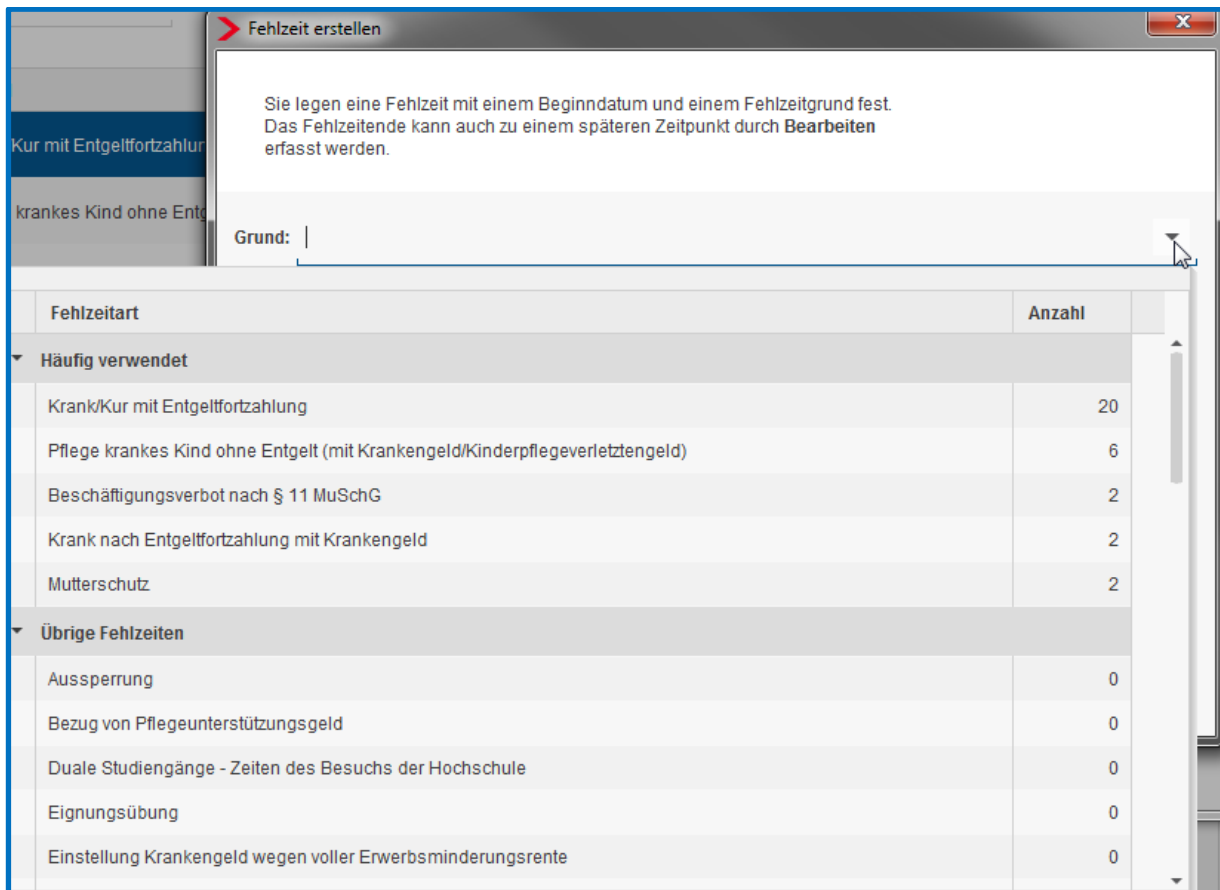 Fehlzeit erstellen
Sie legen eine Fehlzeit mit einem Beginndatum und einem Fehlzeitgrund fest.
Das Fehlzeitende kann auch zu einem späteren Zeitpunkt durch Bearbeiten
erfasst werden.
Kur mit Entgeltfortzahlun
krankes Kind ohne Entg
Grund:
Fehlzeitart Anzahl
Häufig verwendet
Krank/Kur mit Entgeltfortzahlung 20
Pflege krankes Kind ohne Entgelt (mit Krankengeld/Kinderpflegeverletztengeld) 6
Beschäftigungsverbot nach § 11 MuSchG 2
Krank nach Entgeltfortzahlung mit Krankengeld 2
Mutterschutz 2
Übrige Fehlzeiten
Aussperrung 0
Bezug von Pflegeunterstützungsgeld 0
Duale Studiengänge - Zeiten des Besuchs der Hochschule 0
Eignungsübung 0
Einstellung Krankengeld wegen voller Erwerbsminderungsrente 0